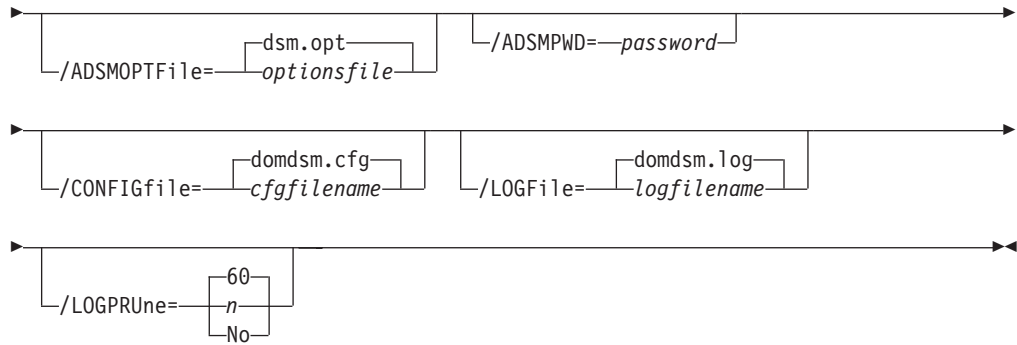 dsm.opt
/ADSMOPTFile= optionsfile
/ADSMPWD= password
domdsm.cfg
/CONFIGfile= cfgfilename
domdsm.log
/LOGFile= logfilename
60
/LOGPRUne= n
No